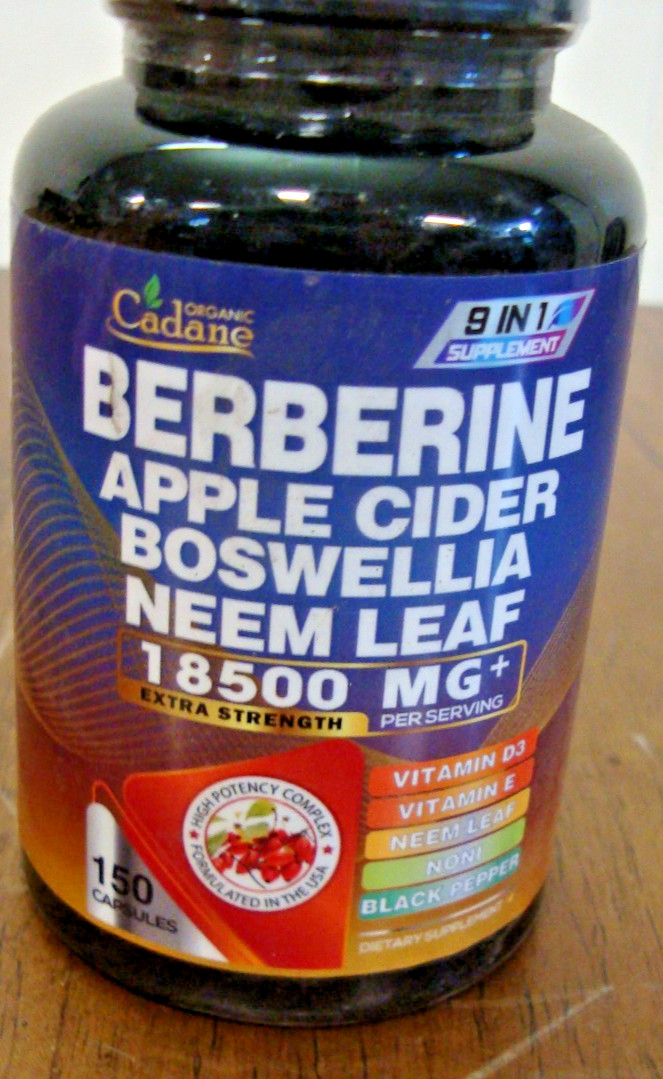 ORGANIC
Cadane
9 IN 1
SUPPLEMENT
BERBERINE
APPLE CIDER
BOSWELLIA
NEEM LEAF
18500 MG+
EXTRA STRENGTH
PER SERVING
HIGH POTENCY COMPLEX
FORMULATED IN THE USA
150
CAPSULES
VITAMIN D3
VITAMIN E
NEEM LEAF
NONI
BLACK PEPPER
DIETARY SUPPLEMENT